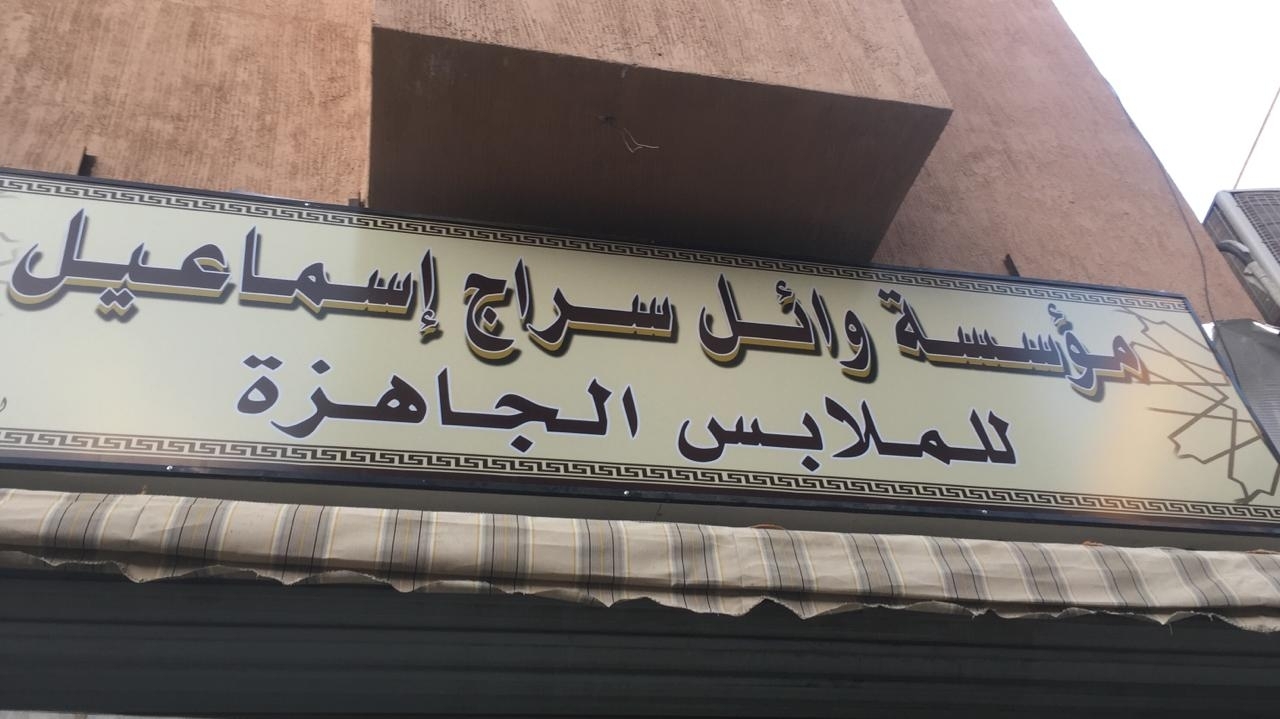 مؤسسة وائل سراج إسماعيل
للملابس الجاهزة